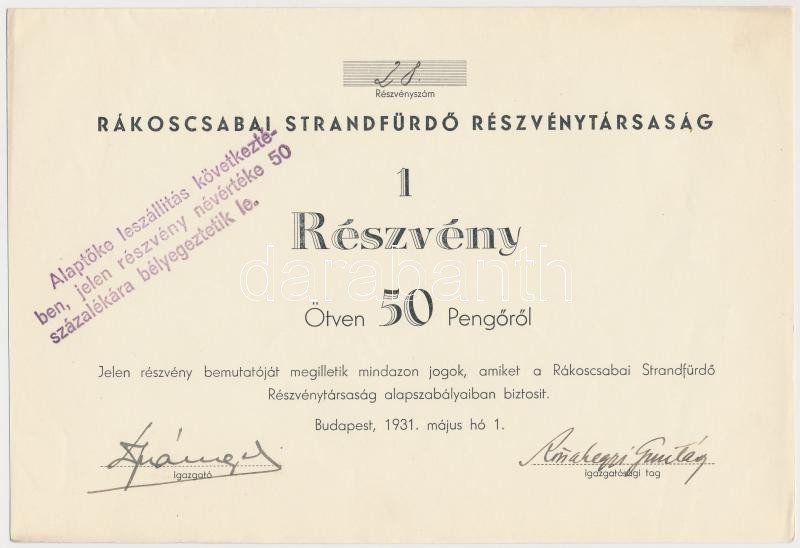 28.
Részvényszám
RÁKOSCSABAI STRANDFÜRDŐ RÉSZVÉNYTÁRSASÁG
Alaptőke leszállitás következté-
ben, jelen részvény névértéke 50
százalékára bélyegeztetik le.
1
Részvény
darabanth
Ötven 50 Pengőről
Jelen részvény bemutatóját megilletik mindazon jogok, amiket a Rákoscsabai Strandfürdő
Részvénytársaság alapszabályaiban biztosit.
Budapest, 1931. május hó 1.
igazgató
igazgatósági tag